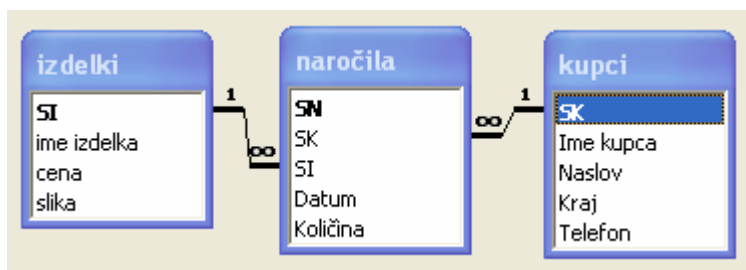 izdelki
SI
ime izdelka
cena
slika
1
∞
naročila
SN
SK
SI
Datum
Količina
∞
1
kupci
SK
Ime kupca
Naslov
Kraj
Telefon